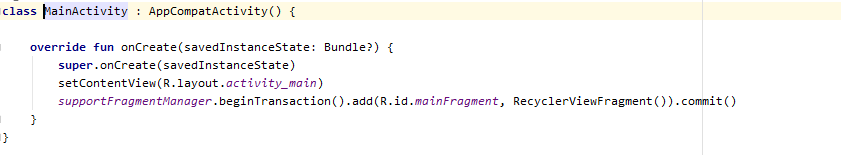 class MainActivity : AppCompatActivity() {
override fun onCreate(savedInstanceState: Bundle?) {
super.onCreate(savedInstanceState)
setContentView(R.layout.activity_main)
supportFragmentManager.beginTransaction().add(R.id.mainFragment, RecyclerViewFragment()).commit()
}
}